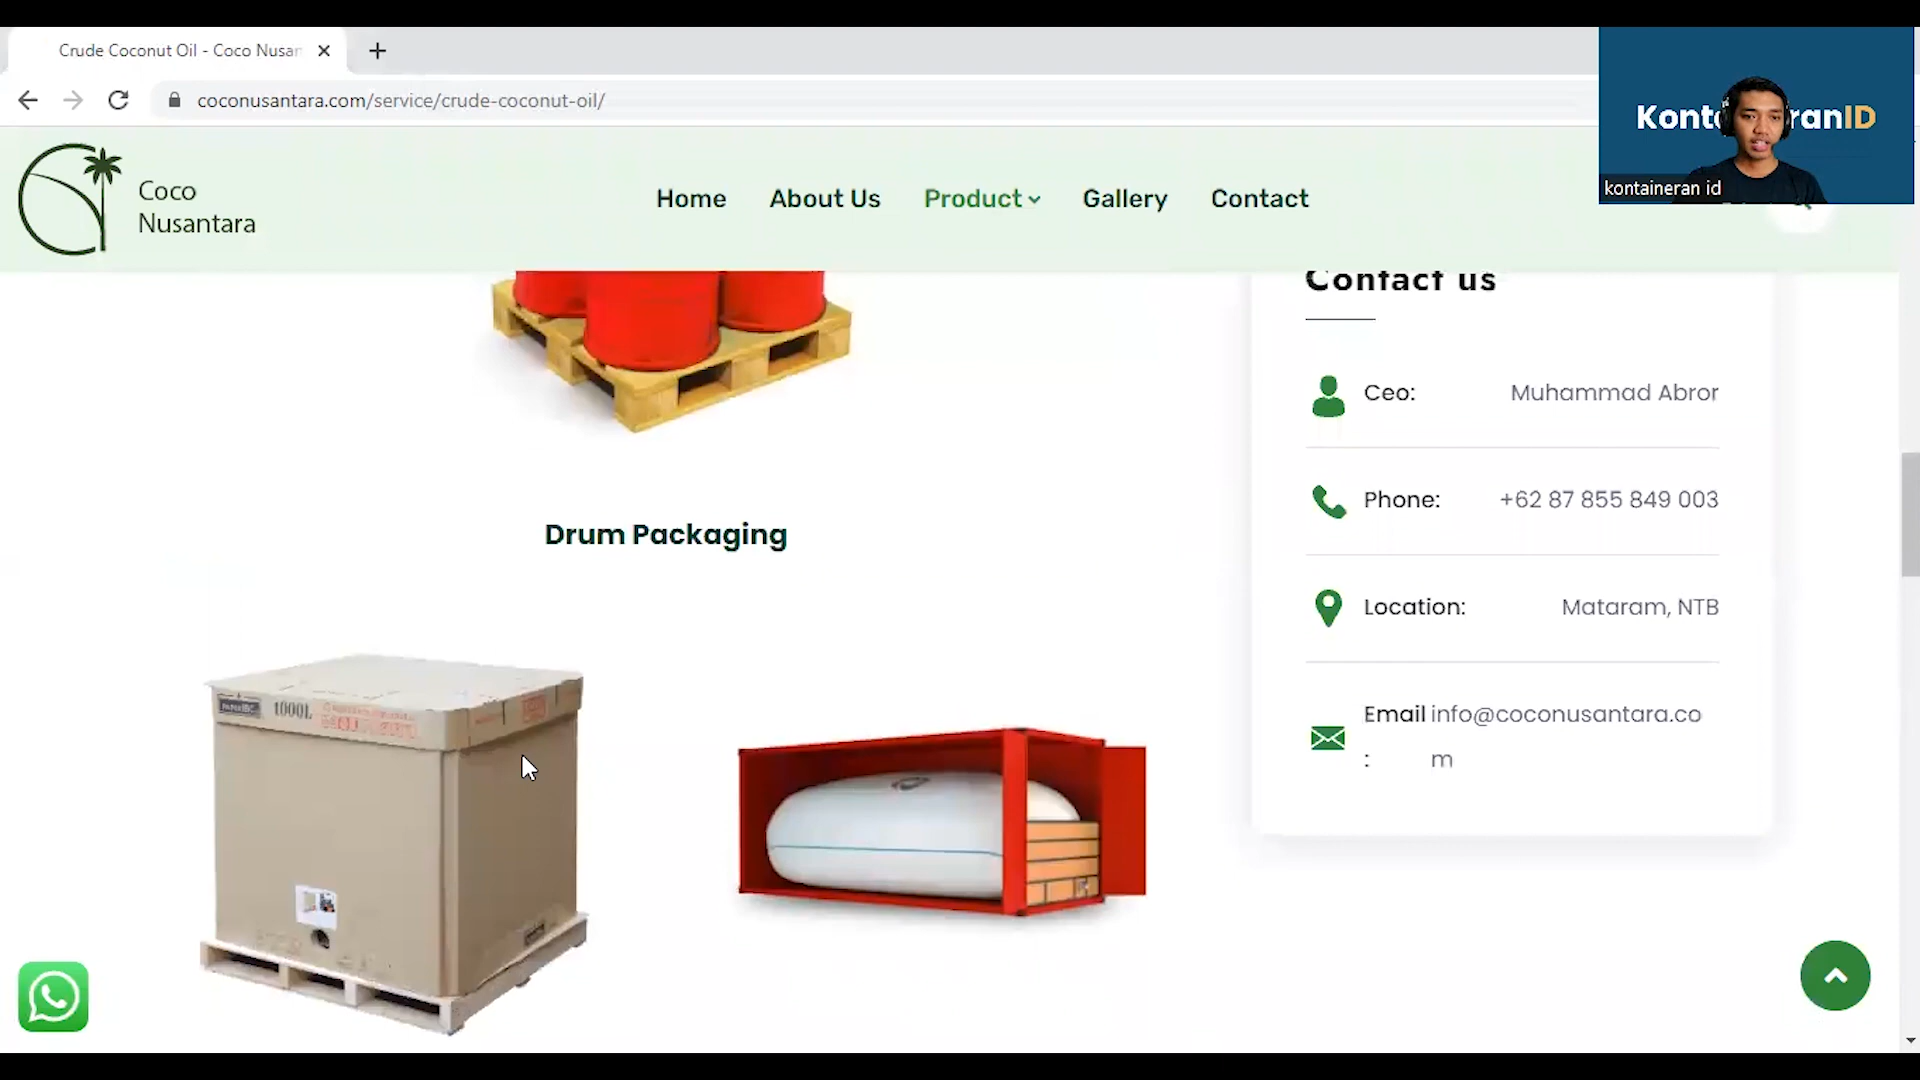 Crude Coconut Oil - Coco Nusan
coconusantara.com/service/crude-coconut-oil/
Coco
Nusantara
Home
About Us
Product
Gallery
Contact
KontaineranID
kontaineran id
Contact us
Ceo:
Muhammad Abror
Phone:
+62 87 855 849 003
Location:
Mataram, NTB
Email info@coconusantara.co
: m
Drum Packaging
1000L